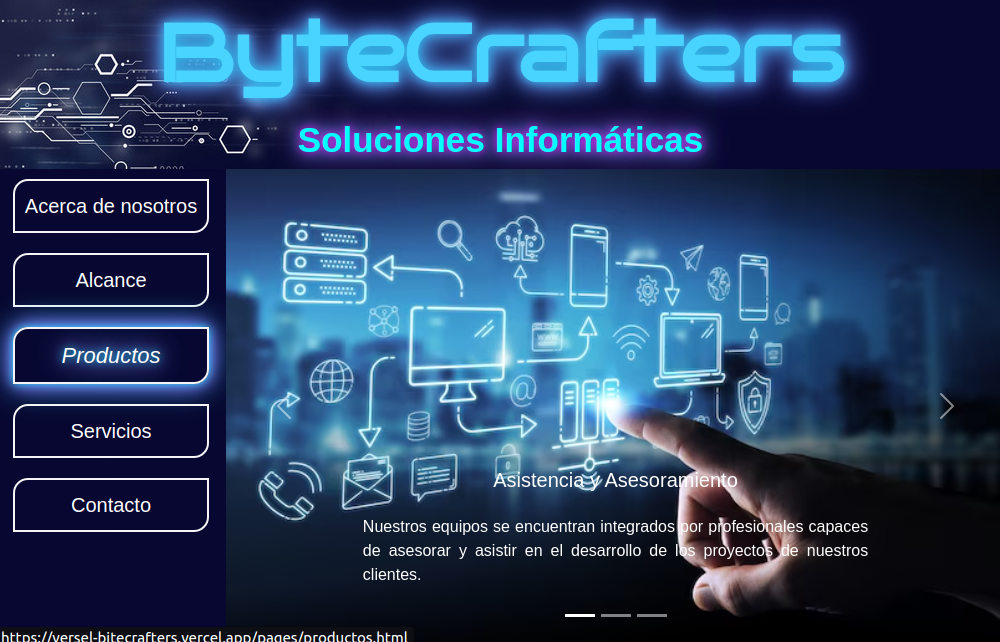 ByteCrafters
Soluciones Informáticas
Acerca de nosotros
Alcance
Productos
Servicios
Contacto
WWW
@
Asistencia y Asesoramiento
Nuestros equipos se encuentran integrados por profesionales capaces
de asesorar y asistir en el desarrollo de los proyectos de nuestros
clientes.
https://versel-bitecrafters.vercel.app/pages/productos.html